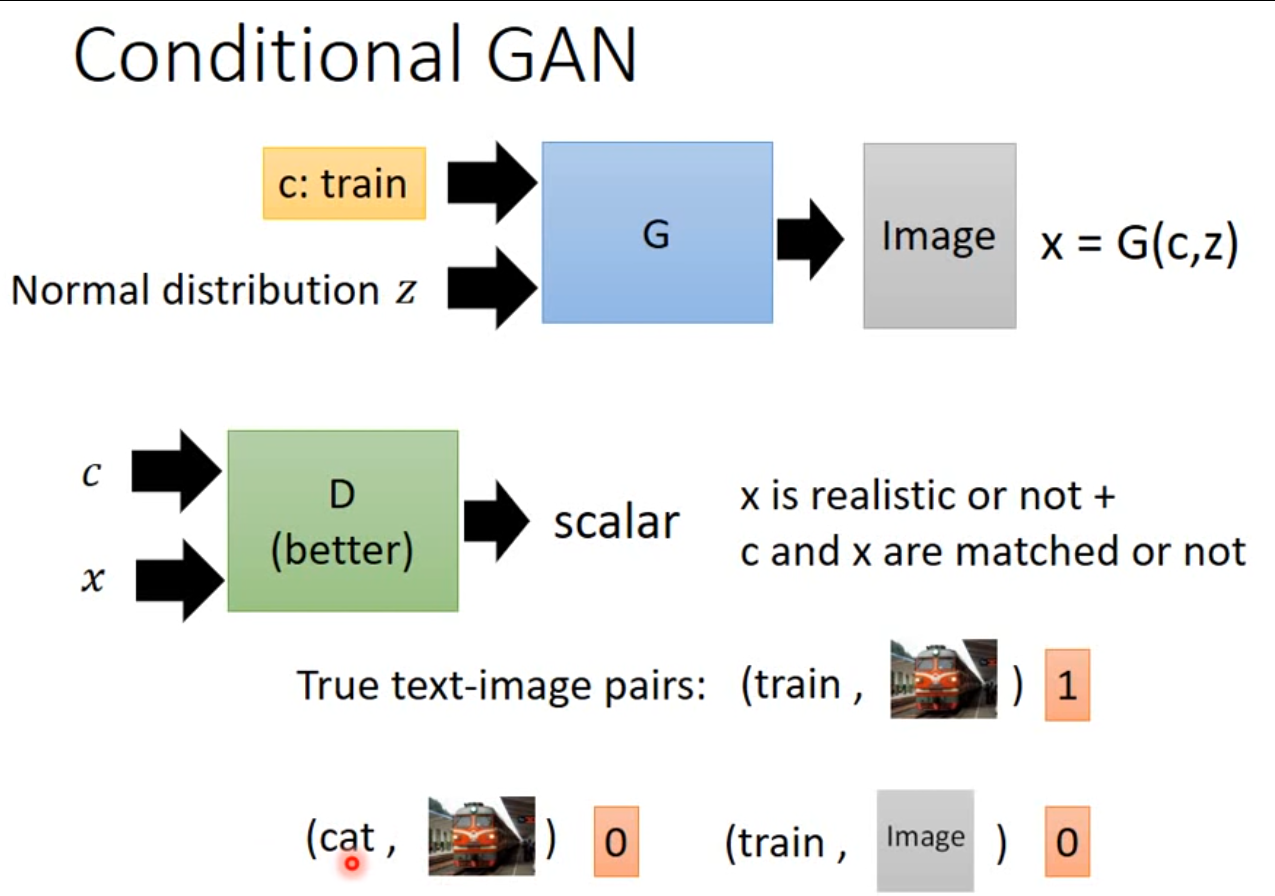 Conditional GAN
c: train
Normal distribution z
G
Image
x = G(c,z)
c
x
D
(better)
scalar
x is realistic or not +
c and x are matched or not
True text-image pairs: (train , ) 1
(cat , ) 0
(train , Image ) 0